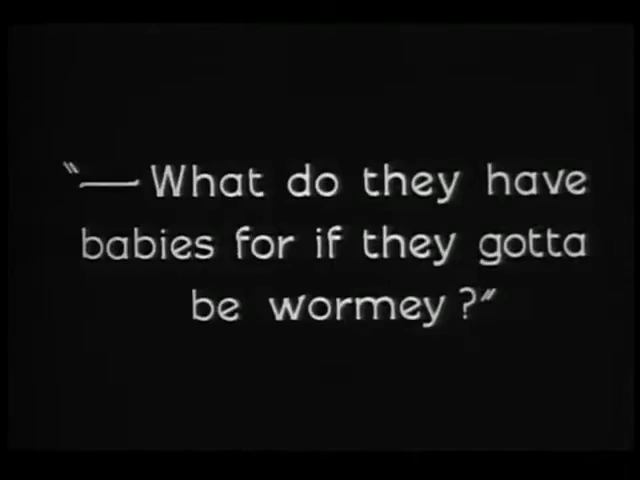 "—What do they have
babies for if they gotta
be wormey?"